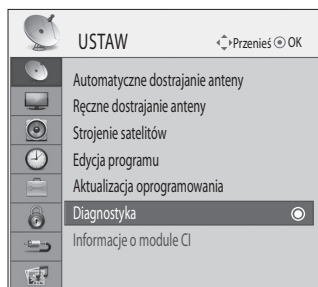 USTAW
Przenieś OK
Automatyczne dostrajanie anteny
Ręczne dostrajanie anteny
Strojenie satelitów
Edycja programu
Aktualizacja oprogramowania
Diagnostyka
Informacje o module CI